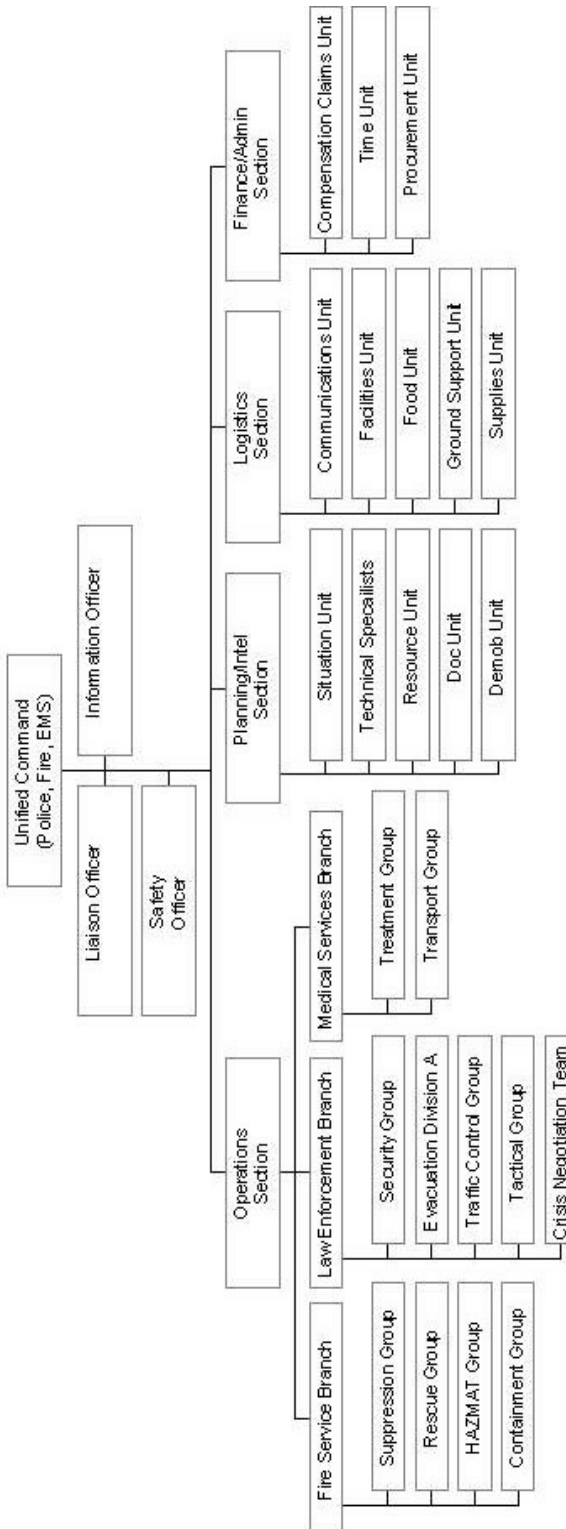 Unified Command
(Police, Fire, EMS)
Liaison Officer
Information Officer
Safety
Officer
Operations
Section
Planning/Intel
Section
Logistics
Section
Finance/Admin
Section
Fire Service Branch
Suppression Group
Rescue Group
HAZMAT Group
Containment Group
Law Enforcement Branch
Security Group
Evacuation Division A
Traffic Control Group
Tactical Group
Crisis Negotiation Team
Medical Services Branch
Treatment Group
Transport Group
Situation Unit
Technical Specailists
Resource Unit
Doc Unit
Demob Unit
Communications Unit
Facilities Unit
Food Unit
Ground Support Unit
Supplies Unit
Compensation Claims Unit
Time Unit
Procurement Unit